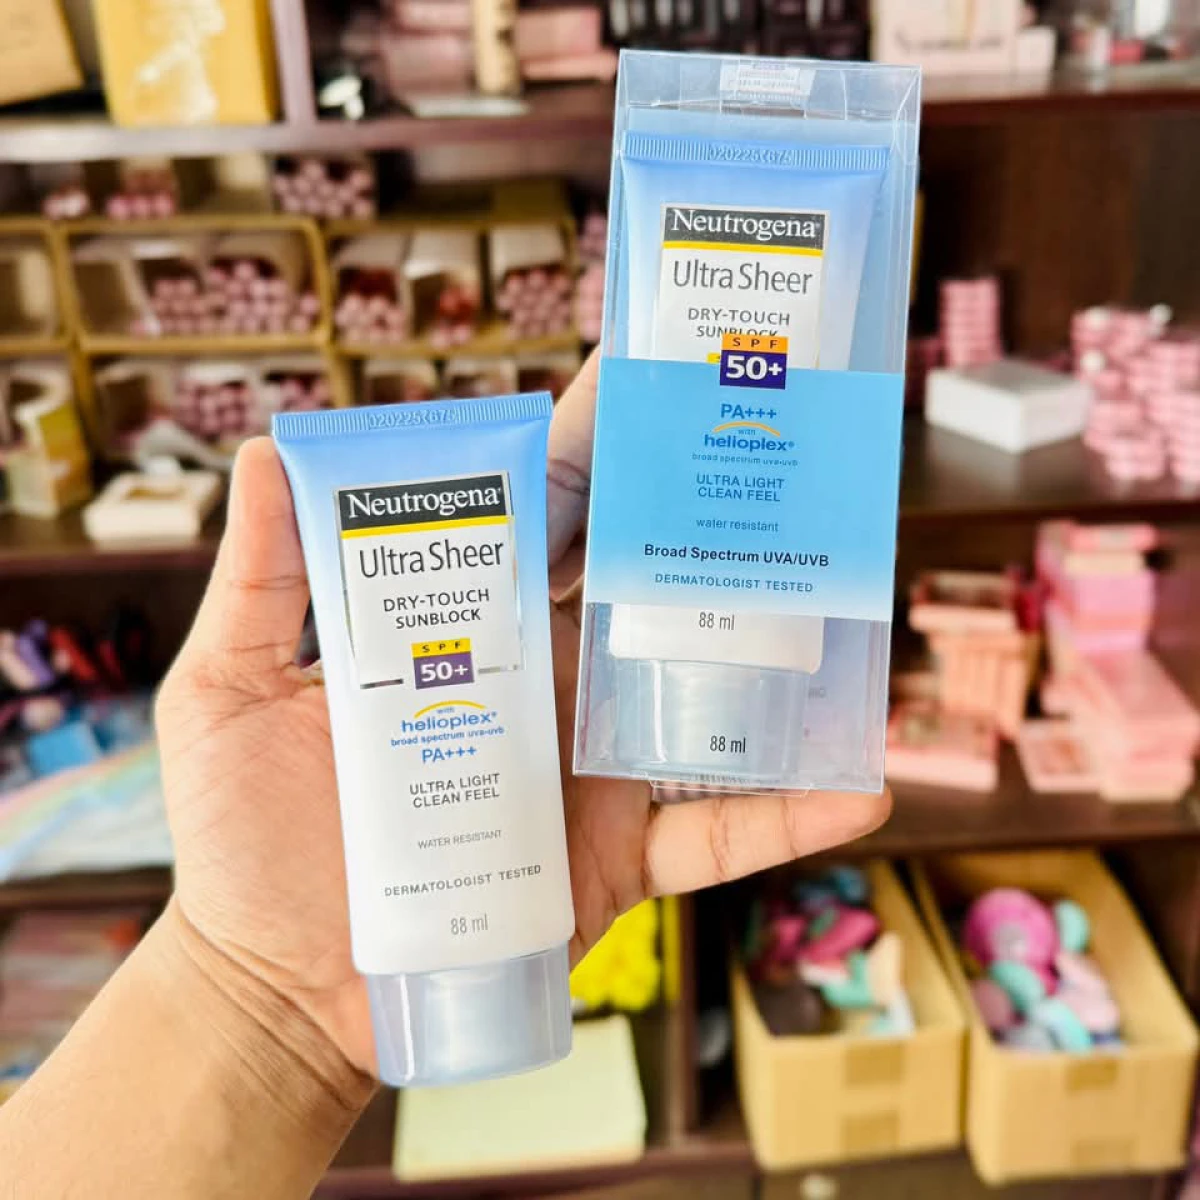 020225
Neutrogena®
Ultra Sheer
DRY-TOUCH
SUNBLOCK
SPF
50+
with
helioplex®
broad spectrum uva-uvb
PA+++
ULTRA LIGHT
CLEAN FEEL
WATER RESISTANT
DERMATOLOGIST TESTED
88 ml
020225
Neutrogena®
Ultra Sheer
DRY-TOUCH
SUNBLOCK
SPF
50+
PA+++
with
helioplex®
broad spectrum uva-uvb
ULTRA LIGHT
CLEAN FEEL
water resistant
Broad Spectrum UVA/UVB
DERMATOLOGIST TESTED
88 ml
88 ml